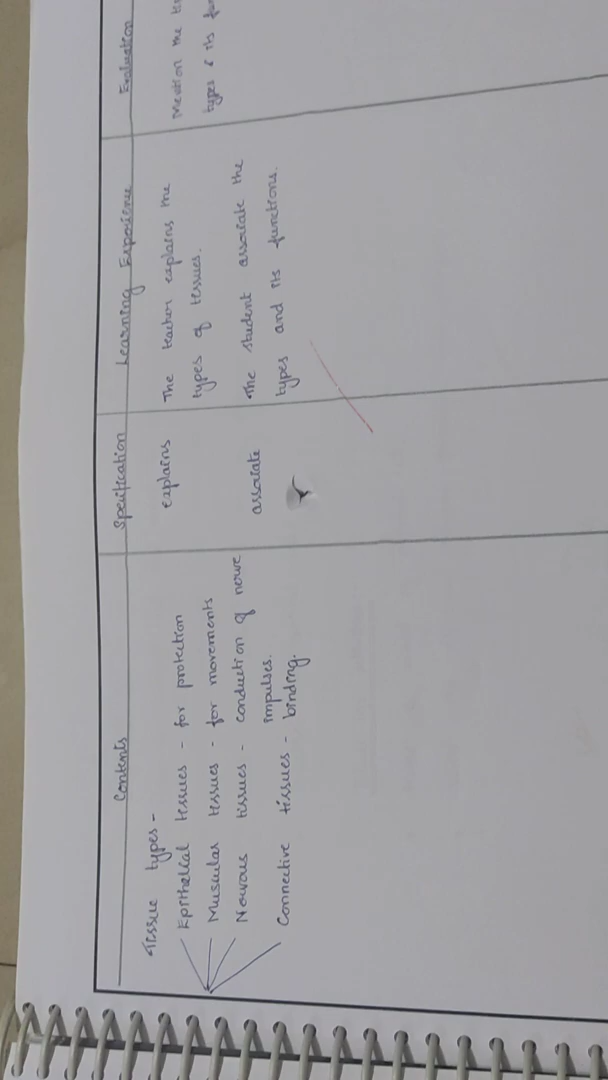 Contents
Tissue types -
Epithelial tissues - for protection
Muscular tissues - for movements
Nervous tissues - conduction of nerve
impulses.
Connective tissues - binding.
Specification
explains
associate
Learning Experience
The teacher explains the
types of tissues.
The student associate the
types and its functions.
Evaluation
Mention the
types & its